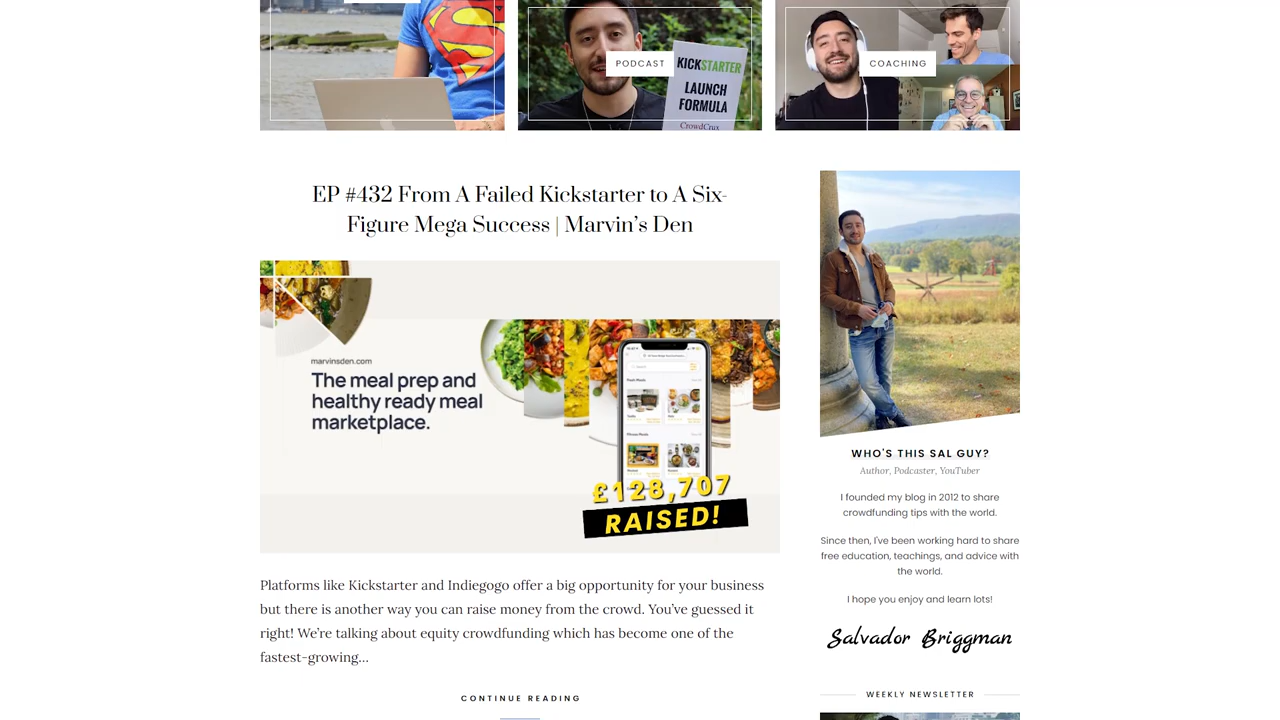 PODCAST
KICKSTARTER
LAUNCH
FORMULA
CrowdCrux
COACHING
EP #432 From A Failed Kickstarter to A Six-
Figure Mega Success | Marvin’s Den
marvinsden.com
The meal prep and
healthy ready meal
marketplace.
£128,707
RAISED!
Platforms like Kickstarter and Indiegogo offer a big opportunity for your business
but there is another way you can raise money from the crowd. You’ve guessed it
right! We’re talking about equity crowdfunding which has become one of the
fastest-growing…
CONTINUE READING
WHO'S THIS SAL GUY?
Author, Podcaster, YouTuber
I founded my blog in 2012 to share
crowdfunding tips with the world.
Since then, I've been working hard to share
free education, teachings, and advice with
the world.
I hope you enjoy and learn lots!
Salvador Briggman
WEEKLY NEWSLETTER